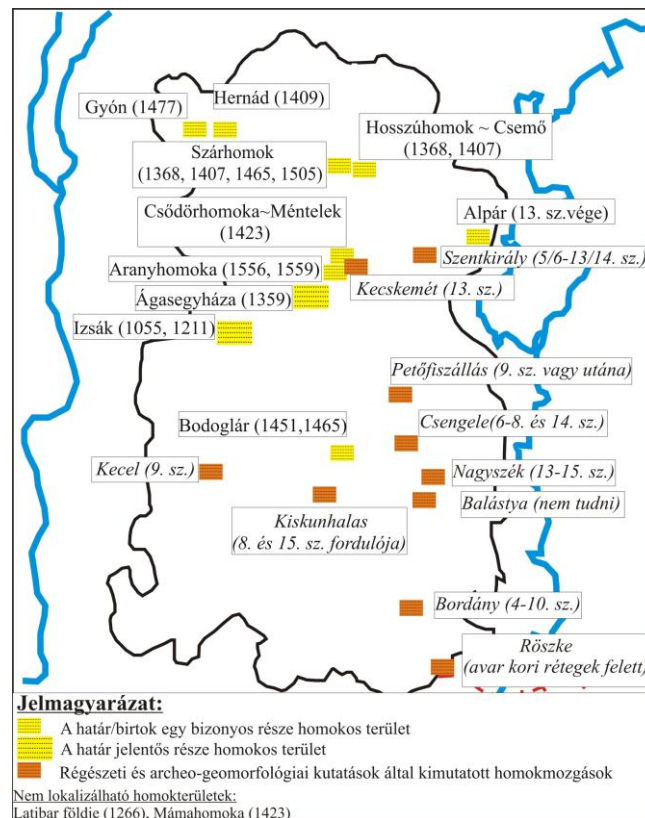 Hernád (1409)
Gyón (1477)
Hosszúhomok ~ Csemő
(1368, 1407)
Szárhomok
(1368, 1407, 1465, 1505)
Csődörhomoka~Méntelek
(1423)
Alpár (13. sz.vége)
Szentkirály (5/6-13/14. sz.)
Aranyhomoka (1556, 1559)
Kecskemét (13. sz.)
Ágasegyháza (1359)
Izsák (1055, 1211)
Petőfiszállás (9. sz. vagy utána)
Csengele(6-8. és 14. sz.)
Bodoglár (1451,1465)
Kecel (9. sz.)
Nagyszék (13-15. sz.)
Balástya (nem tudni)
Kiskunhalas
(8. és 15. sz. fordulója)
Bordány (4-10. sz.)
Röszke
(avar kori rétegek felett)
Jelmagyarázat:
A határ/birtok egy bizonyos része homokos terület
A határ jelentős része homokos terület
Régészeti és archeo-geomorfológiai kutatások által kimutatott homokmozgások
Nem lokalizálható homokterületek:
Latibar földje (1266), Mámahomoka (1423)